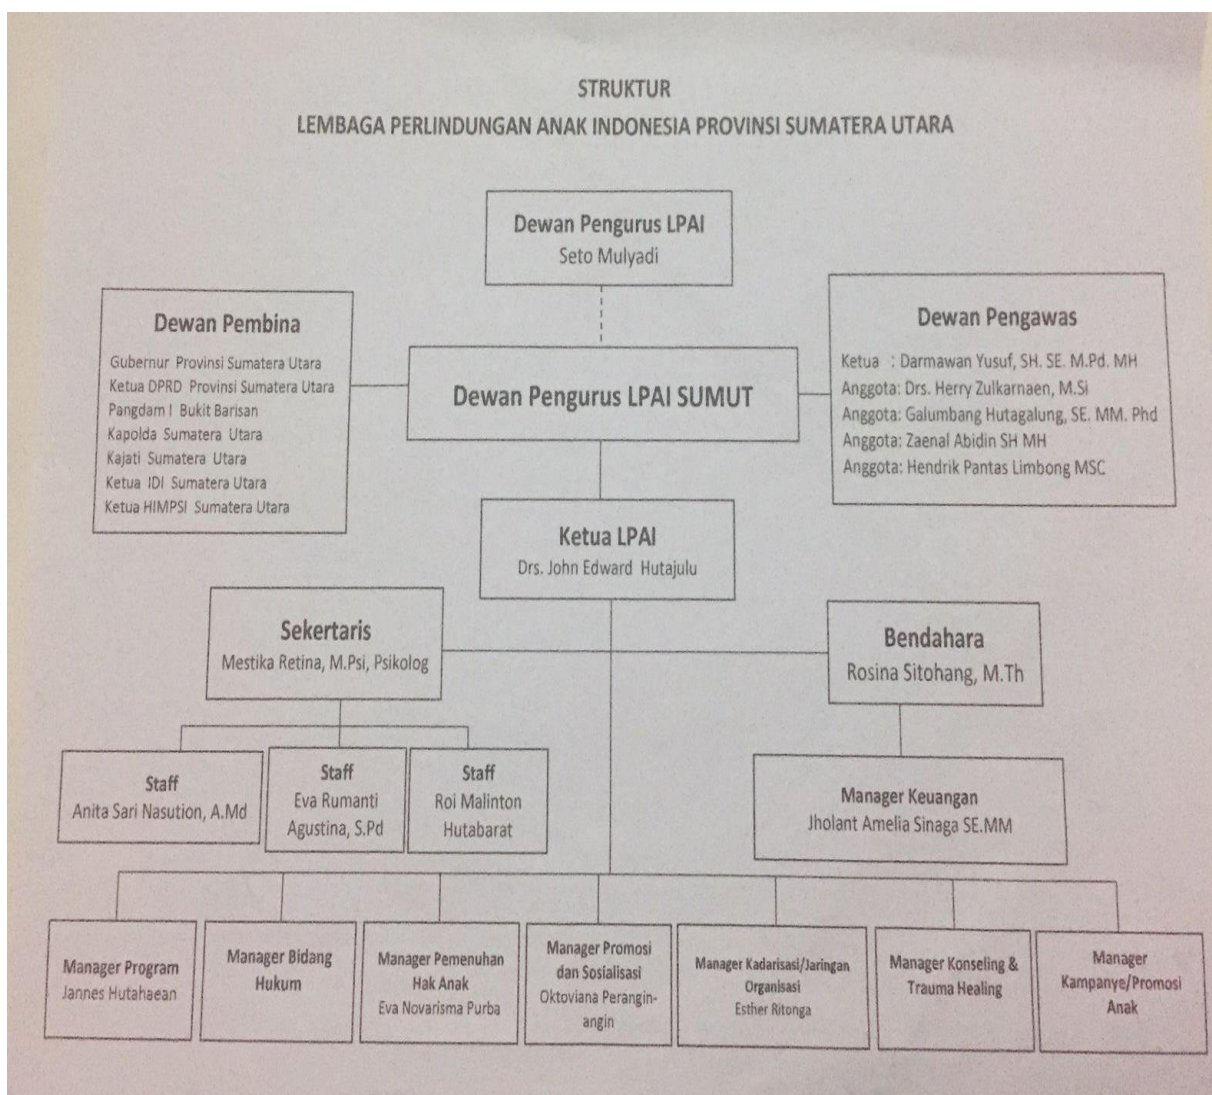 STRUKTUR
LEMBAGA PERLINDUNGAN ANAK INDONESIA PROVINSI SUMATERA UTARA
Dewan Pengurus LPAI
Seto Mulyadi
Dewan Pembina
Gubernur Provinsi Sumatera Utara
Ketua DPRD Provinsi Sumatera Utara
Pangdam I Bukit Barisan
Kapolda Sumatera Utara
Kajati Sumatera Utara
Ketua IDI Sumatera Utara
Ketua HIMPSI Sumatera Utara
Dewan Pengurus LPAI SUMUT
Dewan Pengawas
Ketua : Darmawan Yusuf, SH. SE. M.Pd. MH
Anggota: Drs. Herry Zulkarnaen, M.Si
Anggota: Galumbang Hutagalung, SE. MM. Phd
Anggota: Zaenal Abidin SH MH
Anggota: Hendrik Pantas Limbong MSC
Ketua LPAI
Drs. John Edward Hutajulu
Sekertaris
Mestika Retina, M.Psi, Psikolog
Bendahara
Rosina Sitohang, M.Th
Staff
Anita Sari Nasution, A.Md
Staff
Eva Rumanti
Agustina, S.Pd
Staff
Roi Malinton
Hutabarat
Manager Keuangan
Jholant Amelia Sinaga SE.MM
Manager Program
Jannes Hutahaean
Manager Bidang
Hukum
Manager Pemenuhan
Hak Anak
Eva Novarisma Purba
Manager Promosi
dan Sosialisasi
Oktoviana Perangin-
angin
Manager Kadarisasi/Jaringan
Organisasi
Esther Ritonga
Manager Konseling &
Trauma Healing
Manager
Kampanye/Promosi
Anak